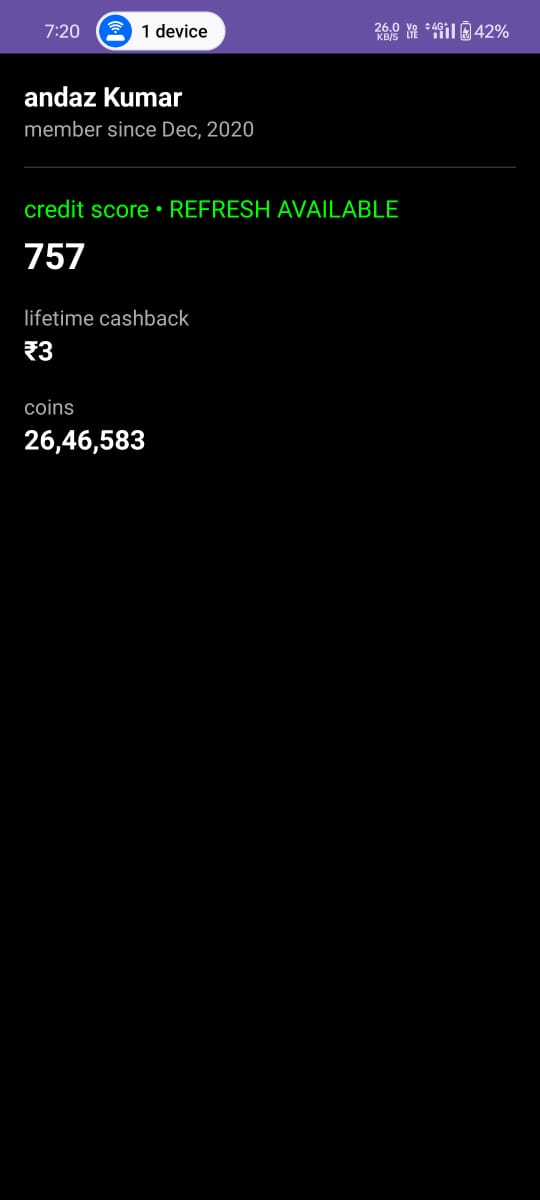 7:20 1 device 26.0 KB/S Vo LTE 4G+ 42%
andaz Kumar
member since Dec, 2020
credit score • REFRESH AVAILABLE
757
lifetime cashback
₹3
coins
26,46,583